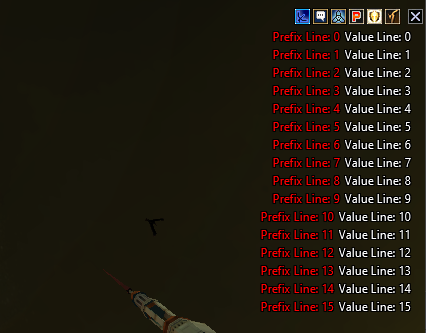 Prefix Line: 0 Value Line: 0
Prefix Line: 1 Value Line: 1
Prefix Line: 2 Value Line: 2
Prefix Line: 3 Value Line: 3
Prefix Line: 4 Value Line: 4
Prefix Line: 5 Value Line: 5
Prefix Line: 6 Value Line: 6
Prefix Line: 7 Value Line: 7
Prefix Line: 8 Value Line: 8
Prefix Line: 9 Value Line: 9
Prefix Line: 10 Value Line: 10
Prefix Line: 11 Value Line: 11
Prefix Line: 12 Value Line: 12
Prefix Line: 13 Value Line: 13
Prefix Line: 14 Value Line: 14
Prefix Line: 15 Value Line: 15